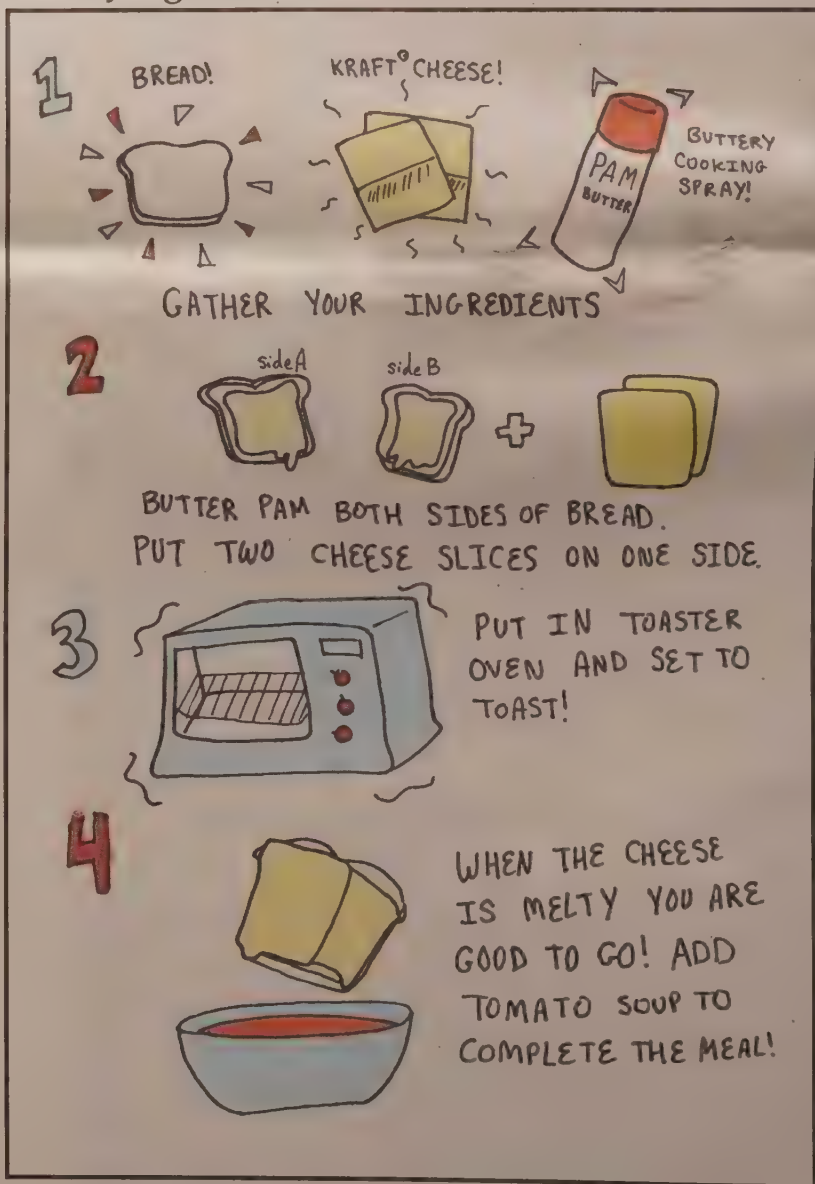 1
BREAD!
KRAFT® CHEESE!
PAM
BUTTER
BUTTERY
COOKING
SPRAY!
GATHER YOUR INGREDIENTS
2
side A
side B
+
BUTTER PAM BOTH SIDES OF BREAD.
PUT TWO CHEESE SLICES ON ONE SIDE.
3
PUT IN TOASTER
OVEN AND SET TO
TOAST!
4
WHEN THE CHEESE
IS MELTY YOU ARE
GOOD TO GO! ADD
TOMATO SOUP TO
COMPLETE THE MEAL!